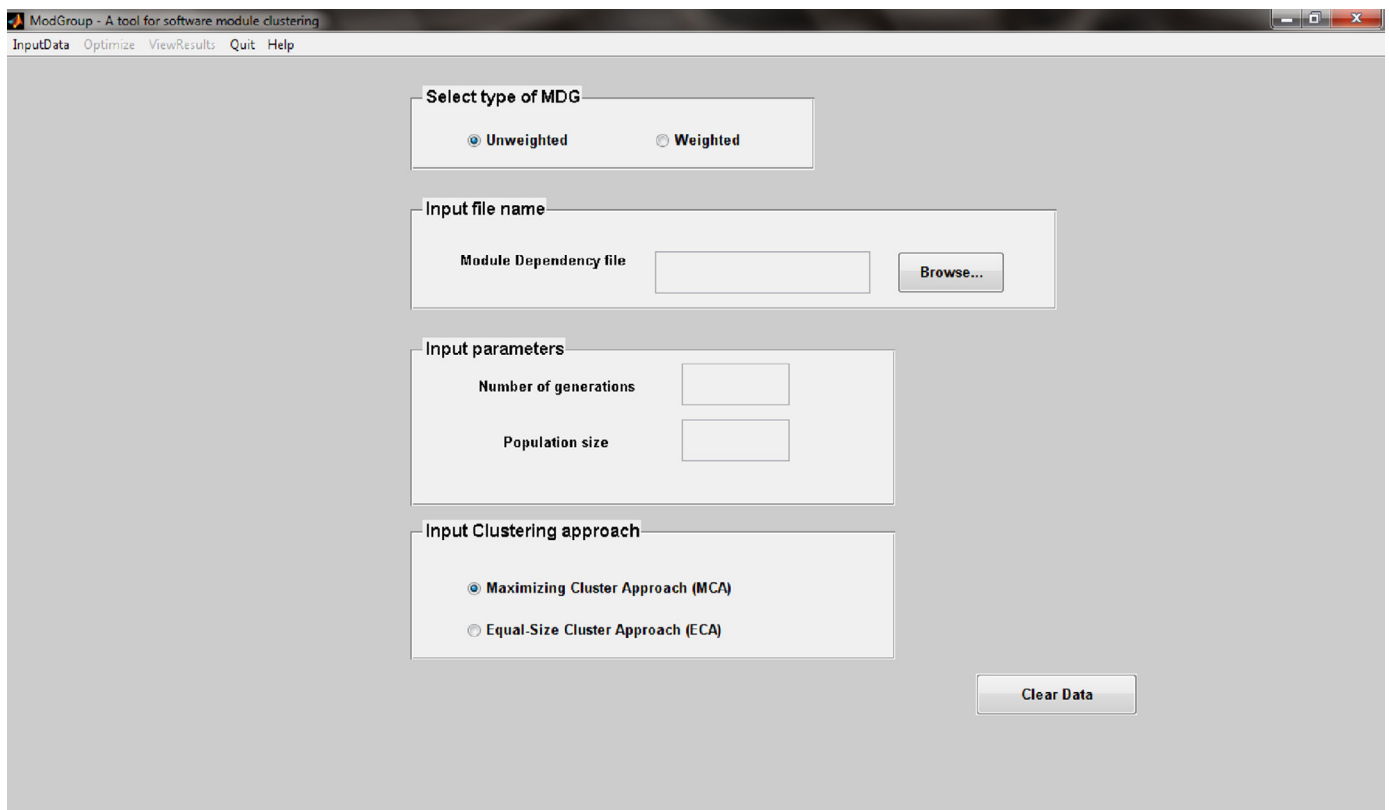 ModGroup - A tool for software module clustering
InputData Optimize ViewResults Quit Help
Select type of MDG
Unweighted Weighted
Input file name
Module Dependency file Browse...
Input parameters
Number of generations
Population size
Input Clustering approach
Maximizing Cluster Approach (MCA)
Equal-Size Cluster Approach (ECA)
Clear Data